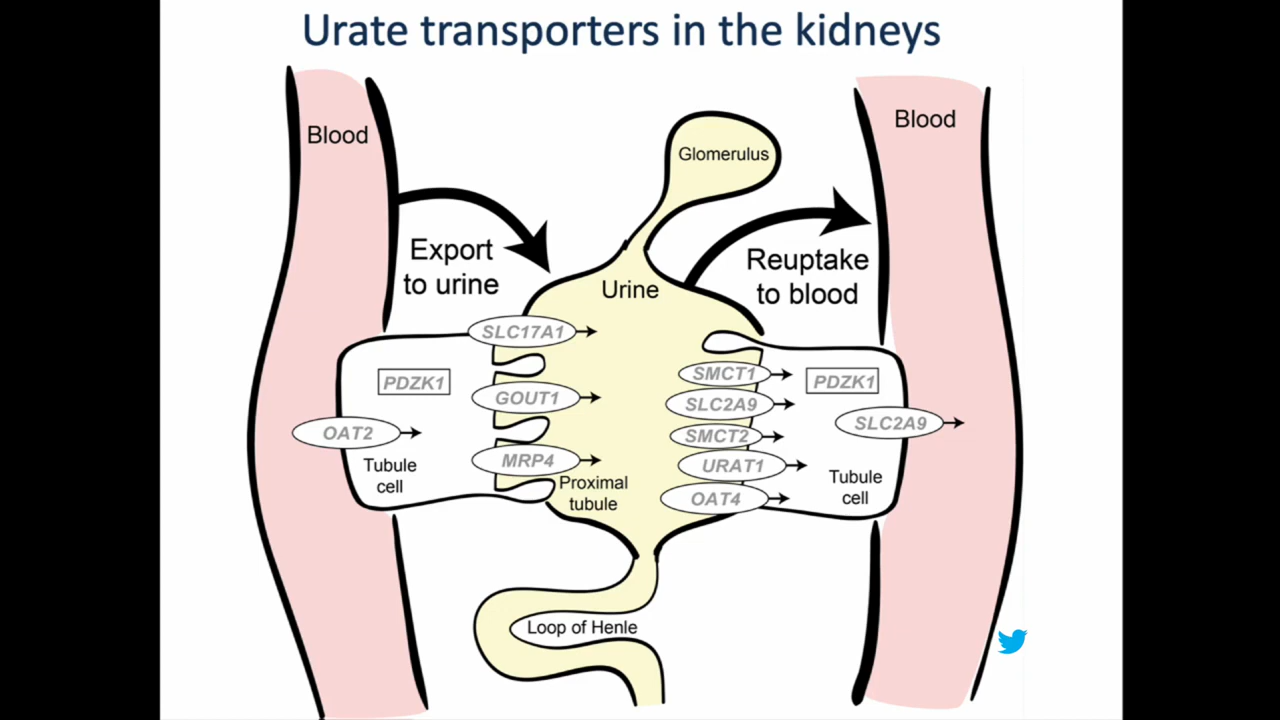 Urate transporters in the kidneys
Blood
Blood
Glomerulus
Export
to urine
Reuptake
to blood
Urine
SLC17A1
PDZK1
GOUT1
OAT2
MRP4
Tubule
cell
Proximal
tubule
SMCT1
SLC2A9
SMCT2
URAT1
OAT4
PDZK1
SLC2A9
Tubule
cell
Loop of Henle